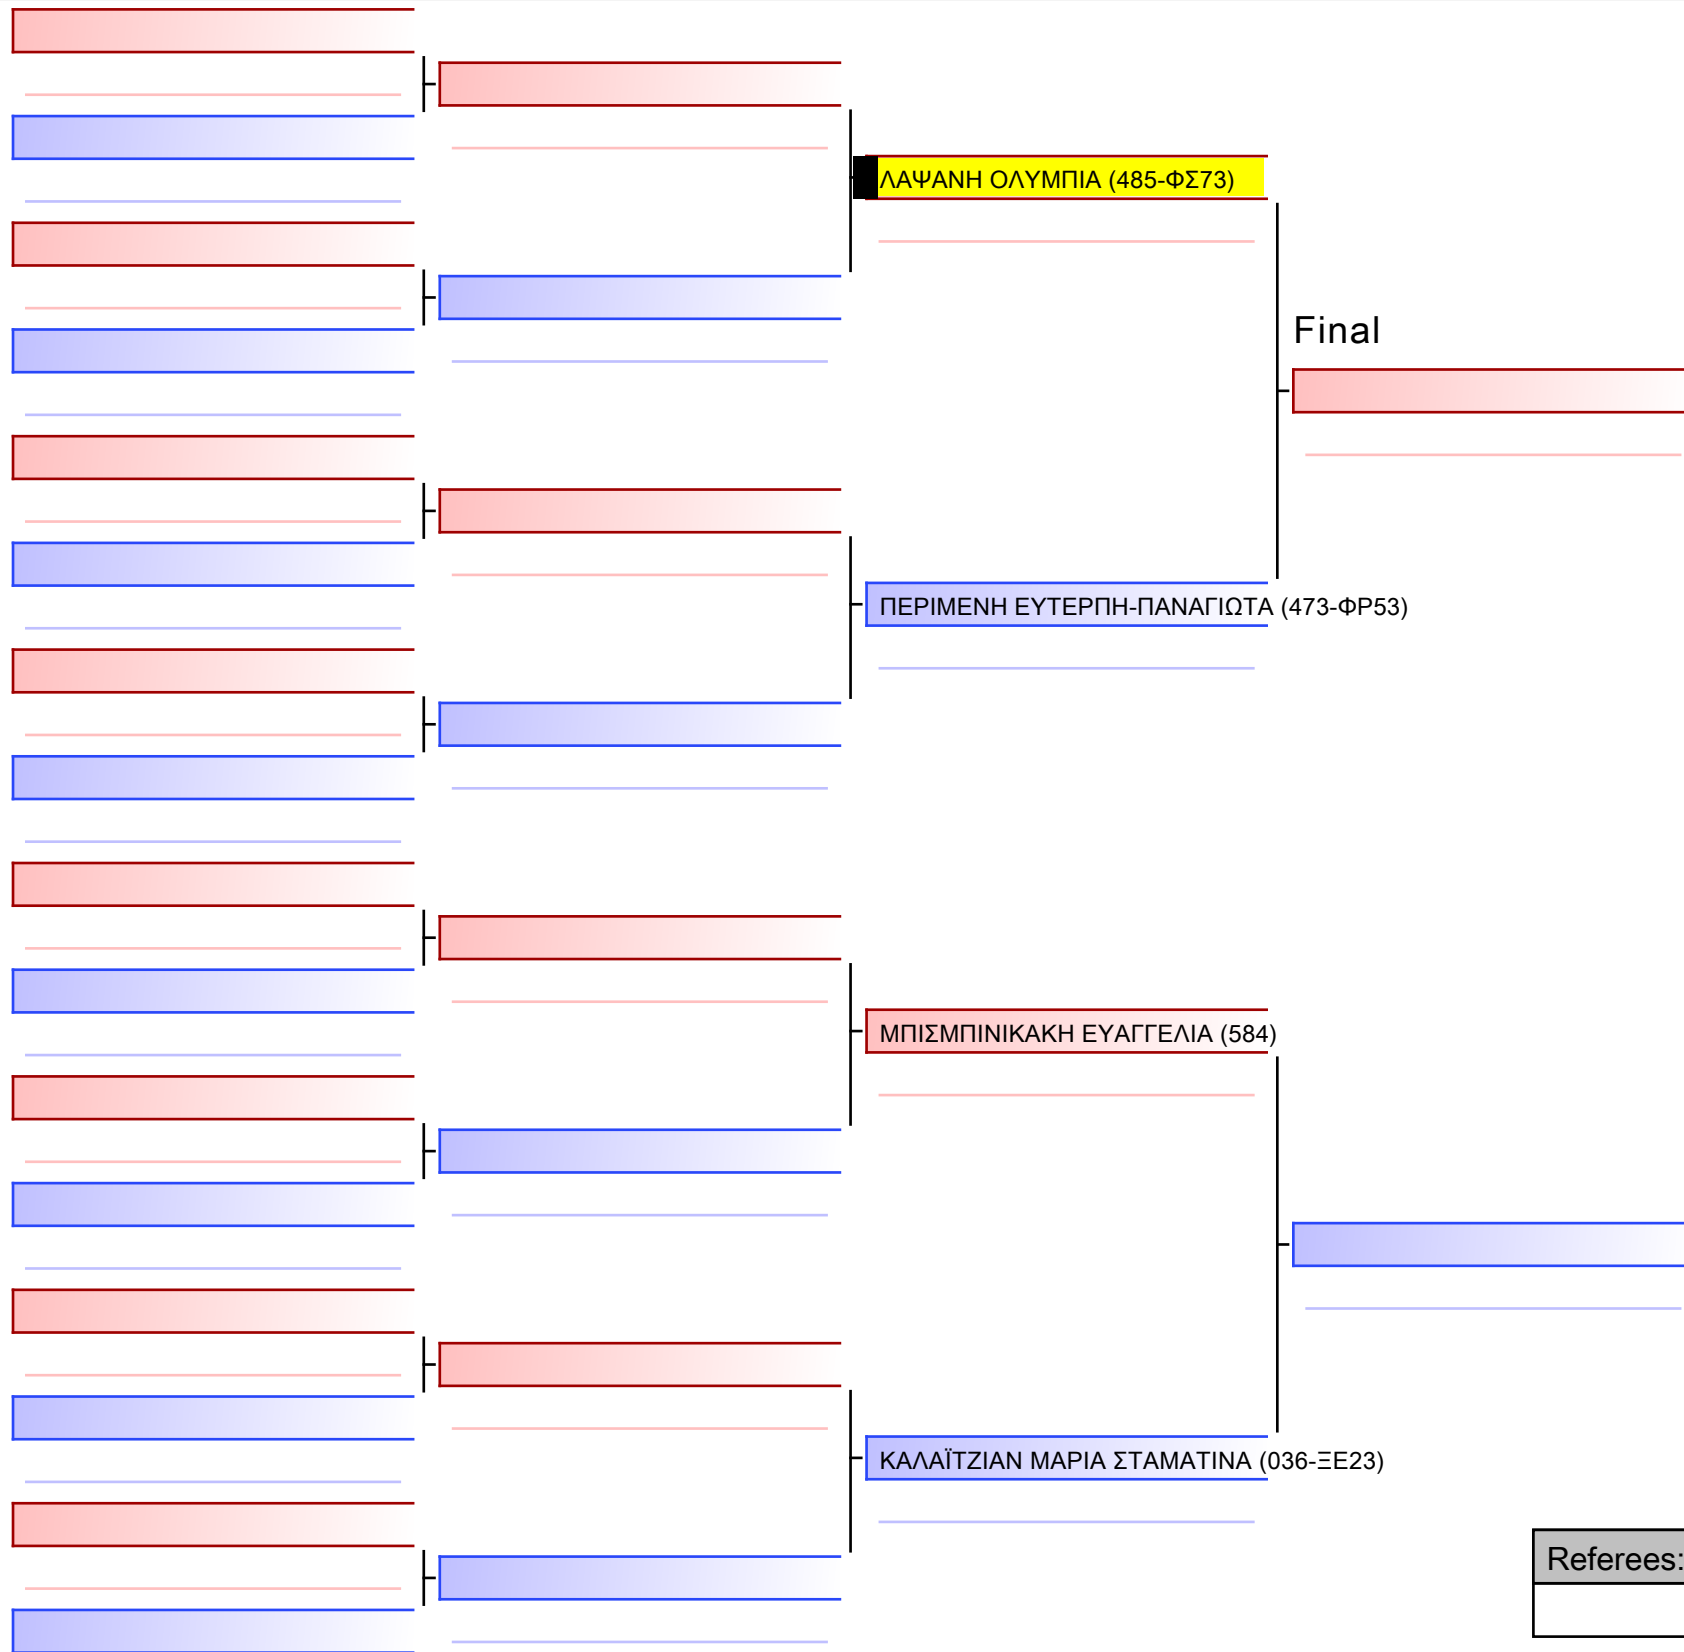 ΛΑΨΑΝΗ ΟΛΥΜΠΙΑ (485-ΦΣ73)
Final
ΠΕΡΙΜΕΝΗ ΕΥΤΕΡΠΗ-ΠΑΝΑΓΙΩΤΑ (473-ΦΡ53)
ΜΠΙΣΜΠΙΝΙΚΑΚΗ ΕΥΑΓΓΕΛΙΑ (584)
ΚΑΛΑΪΤΖΙΑΝ ΜΑΡΙΑ ΣΤΑΜΑΤΙΝΑ (036-ΞΕ23)
Referees: